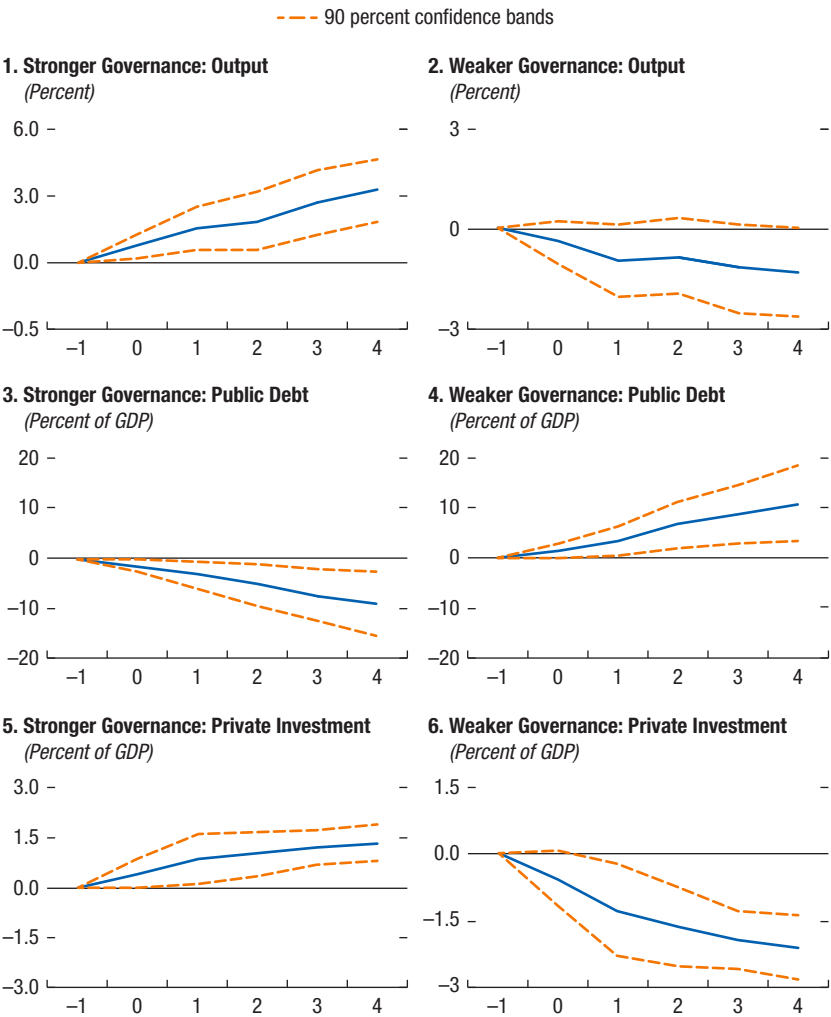 90 percent confidence bands
1. Stronger Governance: Output
(Percent)
6.0
3.0
0.0
–0.5
–1 0 1 2 3 4
2. Weaker Governance: Output
(Percent)
3
0
–3
–1 0 1 2 3 4
3. Stronger Governance: Public Debt
(Percent of GDP)
20
10
0
–10
–20
–1 0 1 2 3 4
4. Weaker Governance: Public Debt
(Percent of GDP)
20
10
0
–10
–20
–1 0 1 2 3 4
5. Stronger Governance: Private Investment
(Percent of GDP)
3.0
1.5
0.0
–1.5
–3.0
–1 0 1 2 3 4
6. Weaker Governance: Private Investment
(Percent of GDP)
1.5
0.0
–1.5
–3
–1 0 1 2 3 4